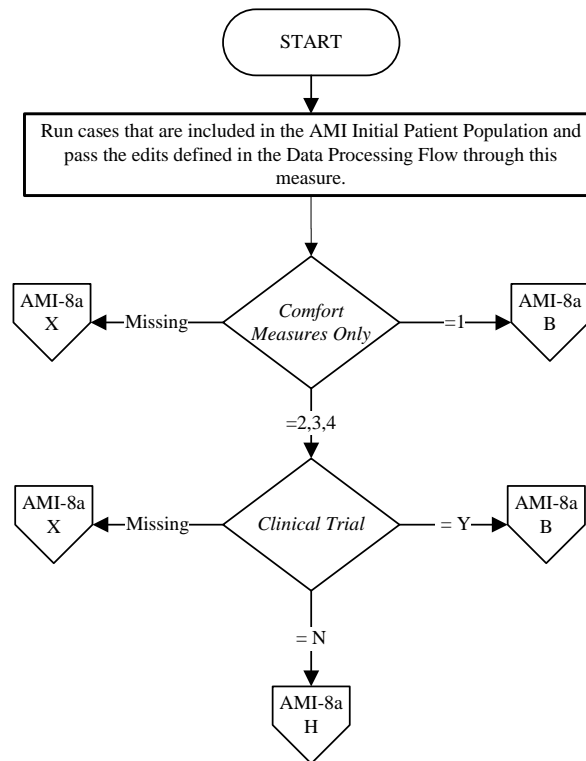 START
Run cases that are included in the AMI Initial Patient Population and
pass the edits defined in the Data Processing Flow through this
measure.
AMI-8a
X
Missing
Comfort
Measures Only
=1
AMI-8a
B
=2,3,4
AMI-8a
X
Missing
Clinical Trial
= Y
AMI-8a
B
= N
AMI-8a
H